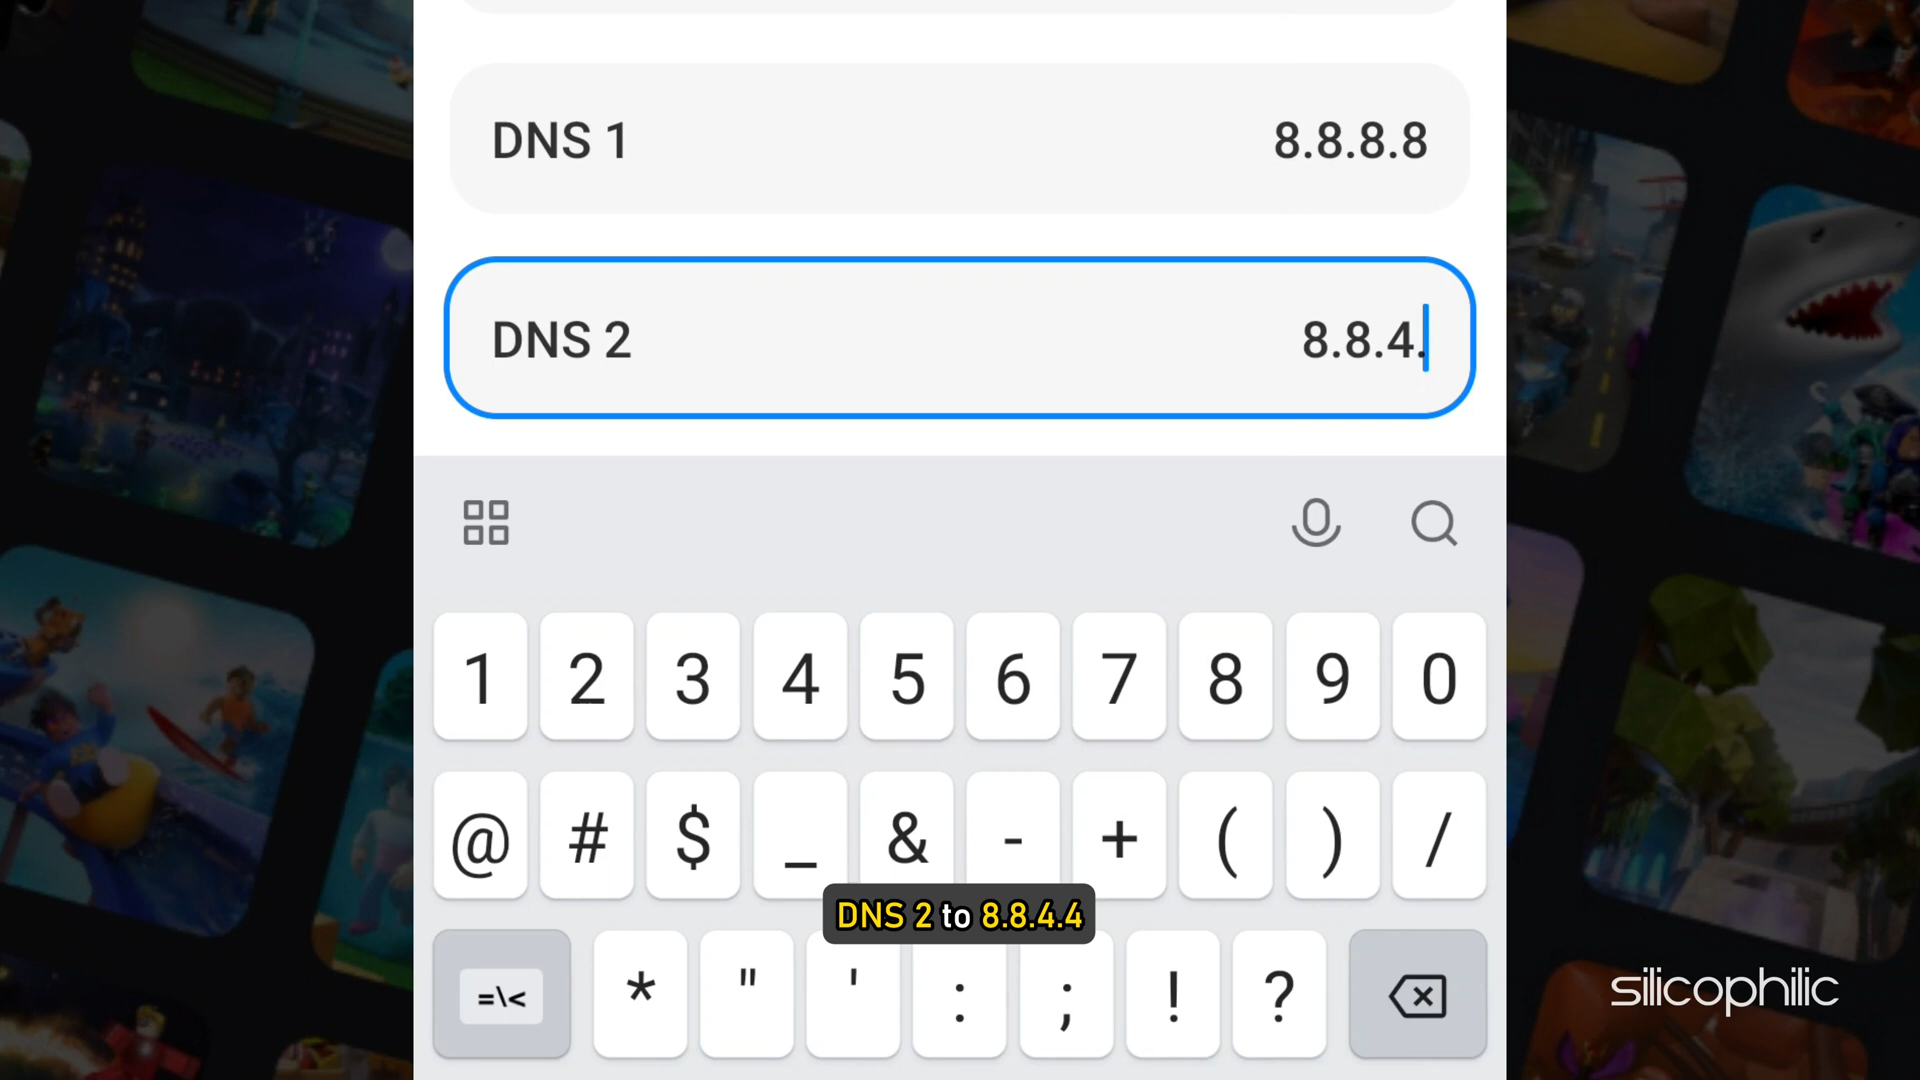 DNS 1 8.8.8.8
DNS 2 8.8.4.
1 2 3 4 5 6 7 8 9 0
@ # $ _ & - + ( ) /
DNS 2 to 8.8.4.4
=\< * " ' : ; ! ?
silicophilic